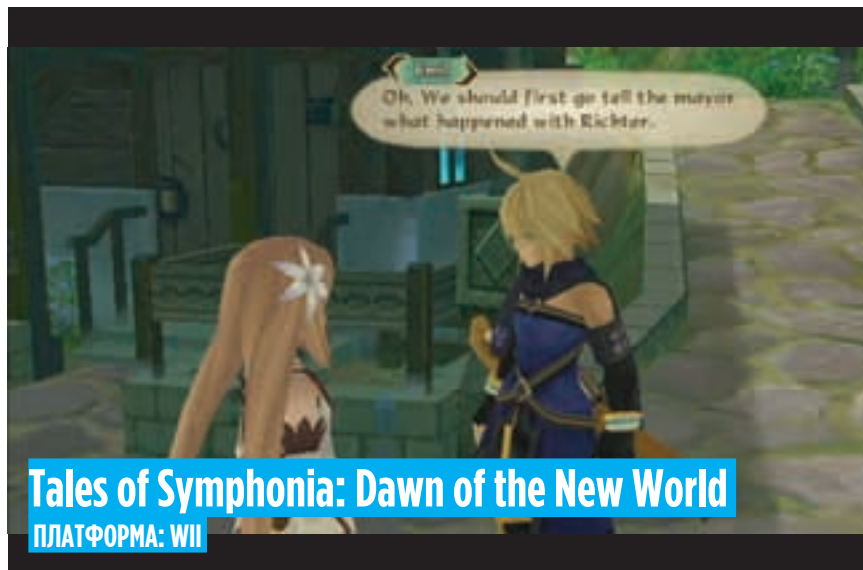 Oh, We should first go tell the mayor
what happened with Richter.
Tales of Symphonia: Dawn of the New World
ПЛАТФОРМА: WII